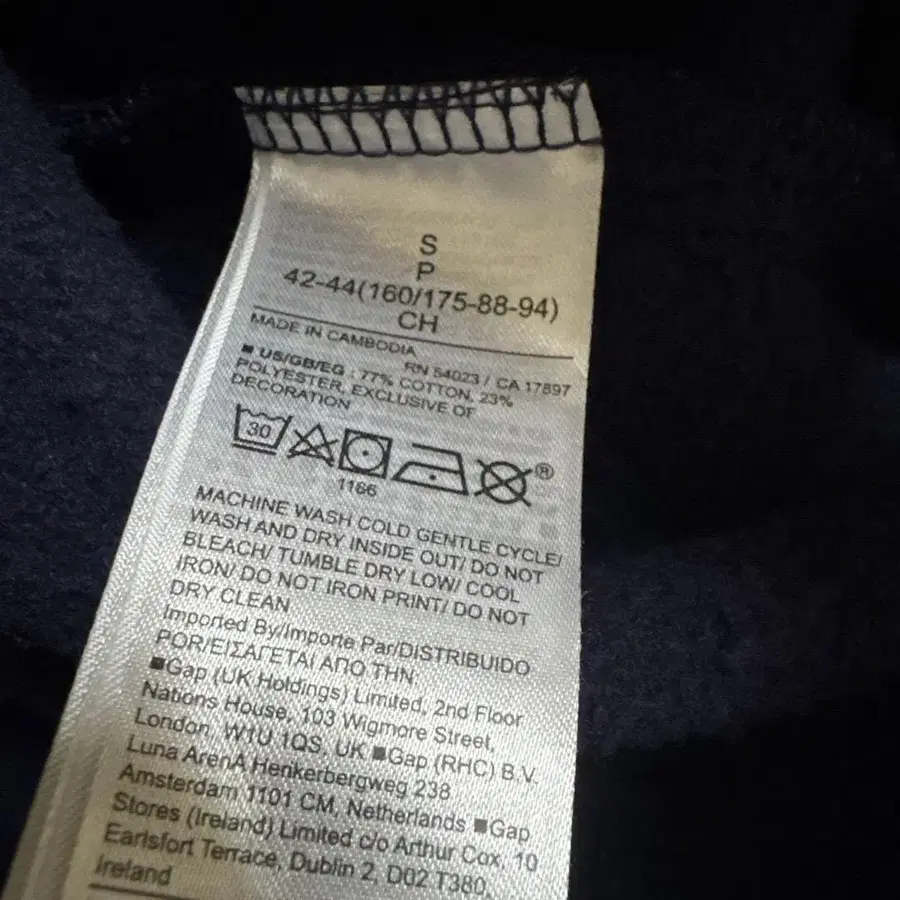 S
P
42-44(160/175-88-94)
CH
MADE IN CAMBODIA
RN 54023 / CA 17897
■ US/GB/EG : 77% COTTON, 23%
POLYESTER, EXCLUSIVE OF
DECORATION
30
®
1166
MACHINE WASH COLD GENTLE CYCLE/
WASH AND DRY INSIDE OUT/ DO NOT
BLEACH/ TUMBLE DRY LOW/ COOL
IRON/ DO NOT IRON PRINT/ DO NOT
DRY CLEAN
Imported By/Importe Par/DISTRIBUIDO
POR/ΕΙΣΑΓΕΤΑΙ ΑΠΟ ΤΗΝ:
■Gap (UK Holdings) Limited, 2nd Floor
Nations House, 103 Wigmore Street,
London, W1U 1QS, UK ■Gap (RHC) B.V.
Luna ArenA Henkerbergweg 238
Amsterdam 1101 CM, Netherlands ■Gap
Stores (Ireland) Limited c/o Arthur Cox, 10
Earlsfort Terrace, Dublin 2, D02 T380,
Ireland